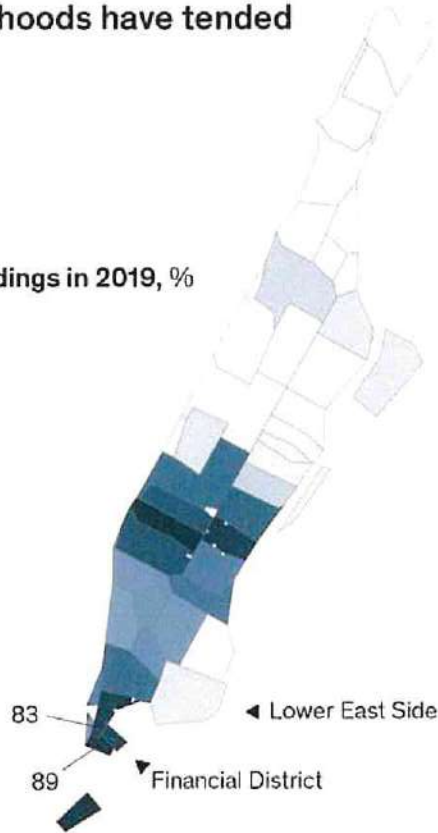 hoods have tended
dings in 2019, %
83
Lower East Side
89
Financial District